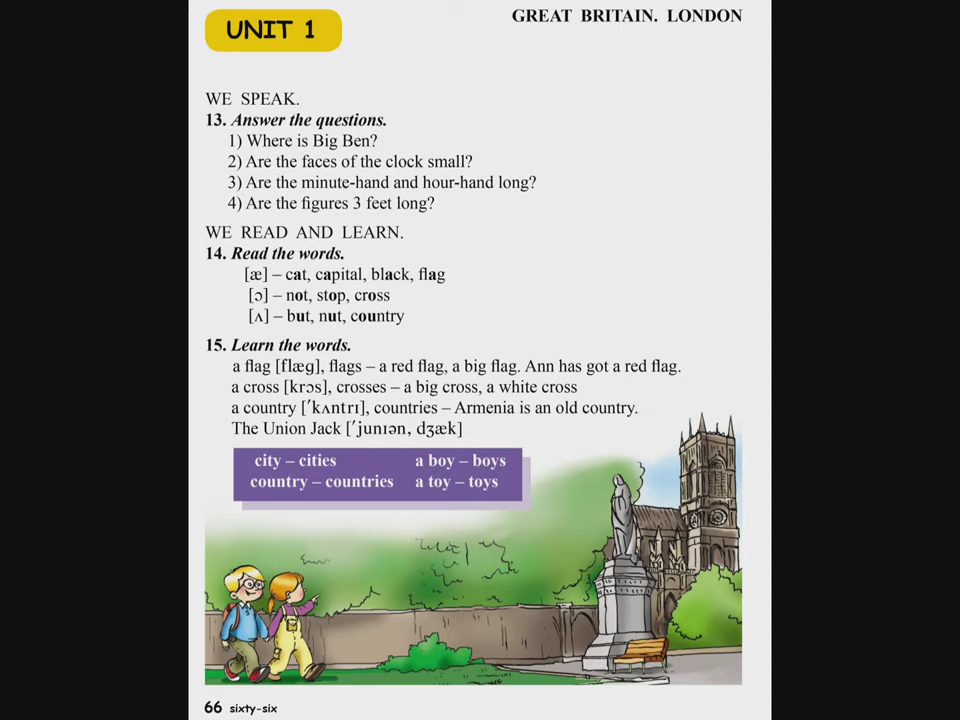 UNIT 1
GREAT BRITAIN. LONDON
WE SPEAK.
13. Answer the questions.
1) Where is Big Ben?
2) Are the faces of the clock small?
3) Are the minute-hand and hour-hand long?
4) Are the figures 3 feet long?
WE READ AND LEARN.
14. Read the words.
[æ] – cat, capital, black, flag
[ɔ] – not, stop, cross
[ʌ] – but, nut, country
15. Learn the words.
a flag [flæg], flags – a red flag, a big flag. Ann has got a red flag.
a cross [krɔs], crosses – a big cross, a white cross
a country [ˈkʌntrɪ], countries – Armenia is an old country.
The Union Jack [ˈjunɪən, dʒæk]
city – cities a boy – boys
country – countries a toy – toys
66 sixty-six